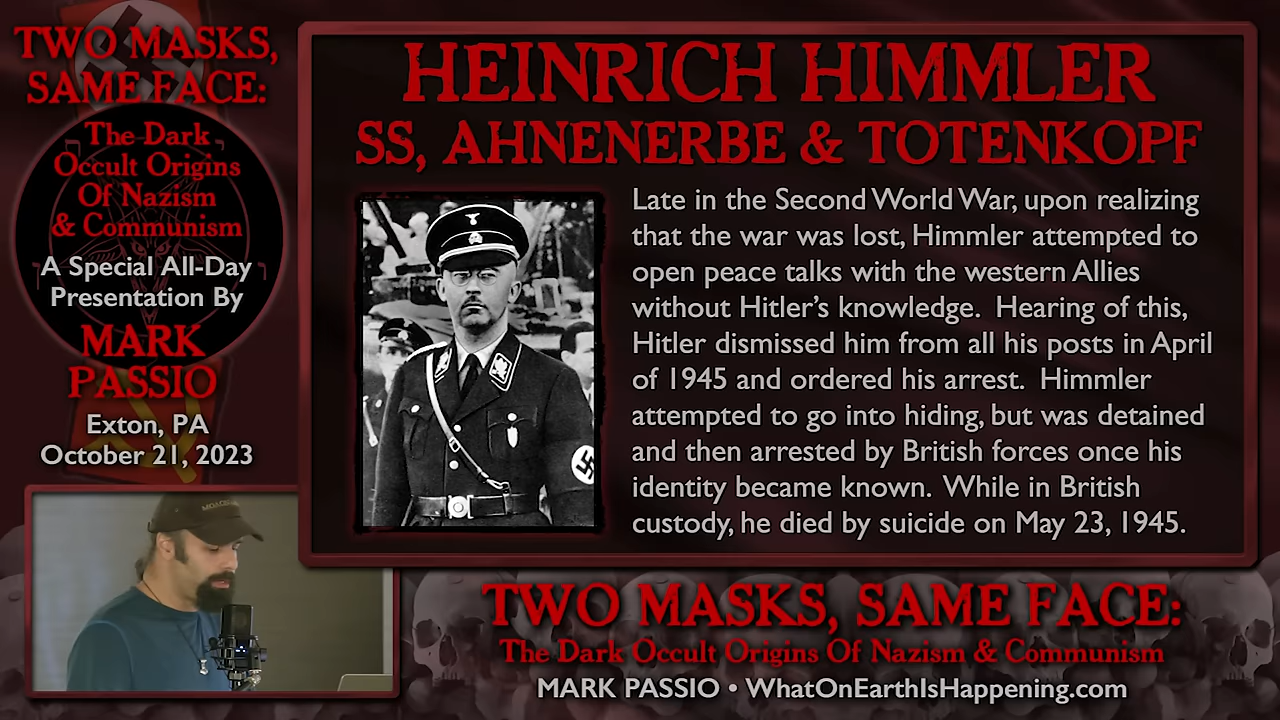 TWO MASKS,
SAME FACE:
The Dark
Occult Origins
Of Nazism
& Communism
A Special All-Day
Presentation By
MARK
PASSIO
Exton, PA
October 21, 2023
HEINRICH HIMMLER
SS, AHNENERBE & TOTENKOPF
Late in the Second World War, upon realizing
that the war was lost, Himmler attempted to
open peace talks with the western Allies
without Hitler's knowledge.  Hearing of this,
Hitler dismissed him from all his posts in April
of 1945 and ordered his arrest.  Himmler
attempted to go into hiding, but was detained
and then arrested by British forces once his
identity became known.  While in British
custody, he died by suicide on May 23, 1945.
TWO MASKS, SAME FACE:
The Dark Occult Origins Of Nazism & Communism
MARK PASSIO • WhatOnEarthIsHappening.com